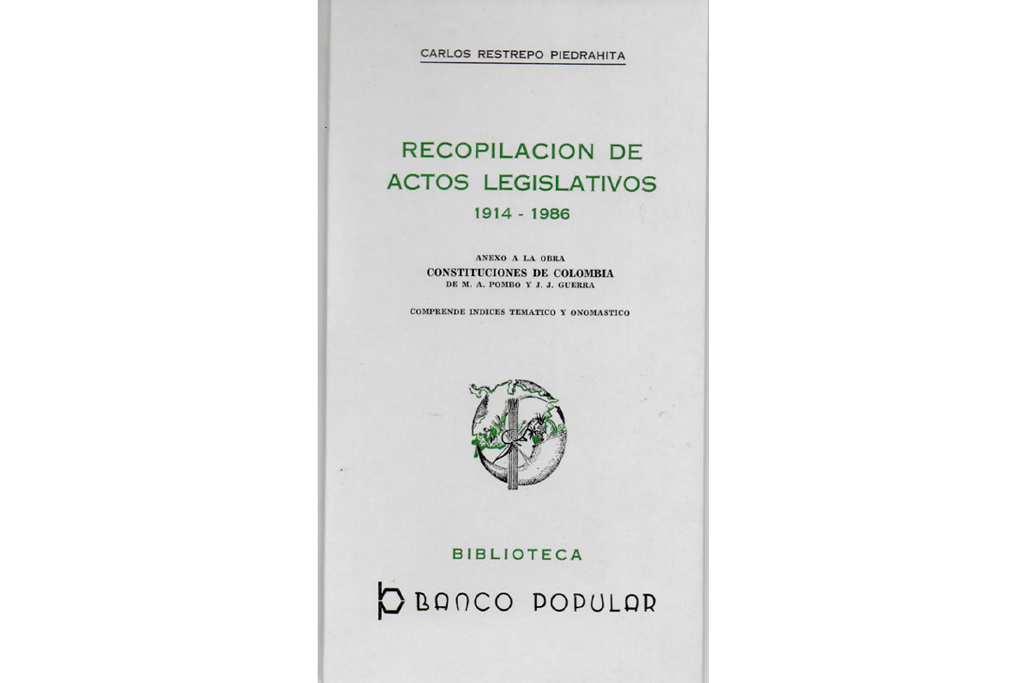 CARLOS RESTREPO PIEDRAHITA
RECOPILACION DE
ACTOS LEGISLATIVOS
1914 - 1986
ANEXO A LA OBRA
CONSTITUCIONES DE COLOMBIA
DE M. A. POMBO Y J. J. GUERRA
COMPRENDE INDICES TEMATICO Y ONOMASTICO
BIBLIOTECA
bp BANCO POPULAR